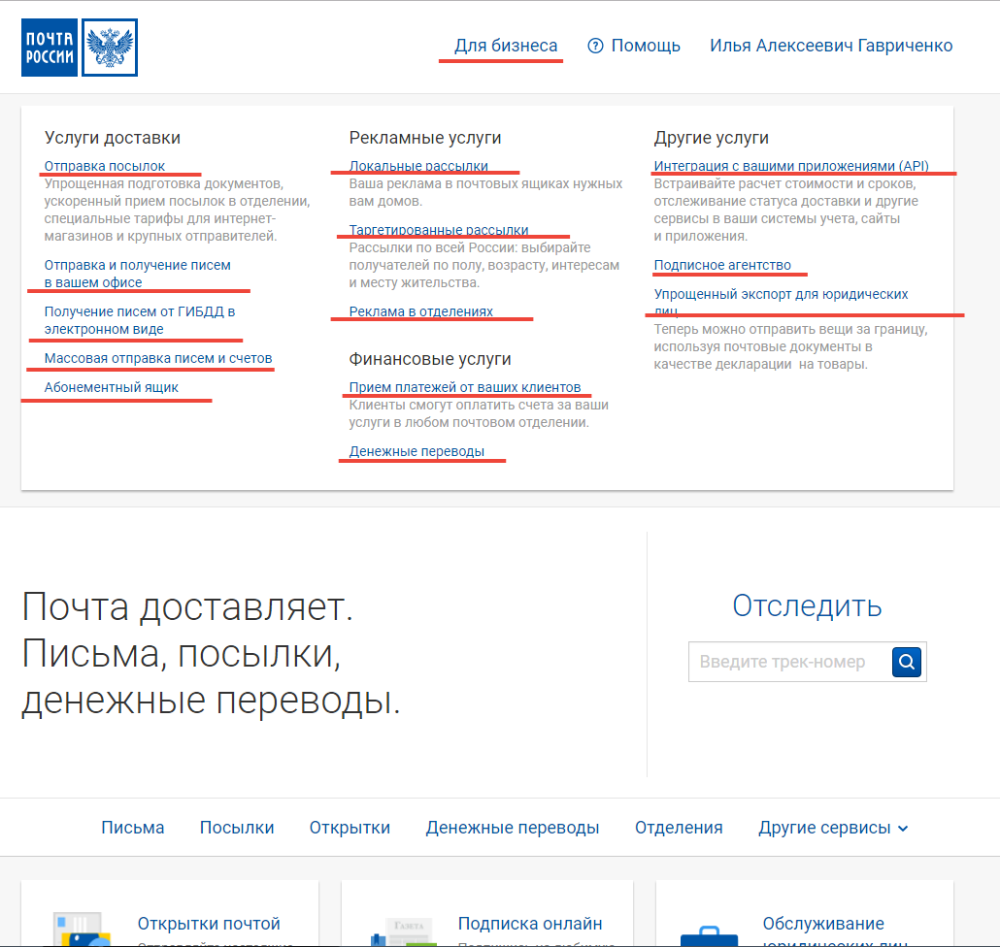 ПОЧТА
РОССИИ
Для бизнеса
Помощь
Илья Алексеевич Гавриченко
Услуги доставки
Отправка посылок
Упрощенная подготовка документов,
ускоренный прием посылок в отделении,
специальные тарифы для интернет-
магазинов и крупных отправителей.
Отправка и получение писем
в вашем офисе
Получение писем от ГИБДД в
электронном виде
Массовая отправка писем и счетов
Абонементный ящик
Рекламные услуги
Локальные рассылки
Ваша реклама в почтовых ящиках нужных
вам домов.
Таргетированные рассылки
Рассылки по всей России: выбирайте
получателей по полу, возрасту, интересам
и месту жительства.
Реклама в отделениях
Финансовые услуги
Прием платежей от ваших клиентов
Клиенты смогут оплатить счета за ваши
услуги в любом почтовом отделении.
Денежные переводы
Другие услуги
Интеграция с вашими приложениями (API)
Встраивайте расчет стоимости и сроков,
отслеживание статуса доставки и другие
сервисы в ваши системы учета, сайты
и приложения.
Подписное агентство
Упрощенный экспорт для юридических
лиц
Теперь можно отправить вещи за границу,
используя почтовые документы в
качестве декларации на товары.
Почта доставляет.
Письма, посылки,
денежные переводы.
Отследить
Введите трек-номер
Письма
Посылки
Открытки
Денежные переводы
Отделения
Другие сервисы
Открытки почтой
ГАЗЕТА
Подписка онлайн
Обслуживание
юридических лиц